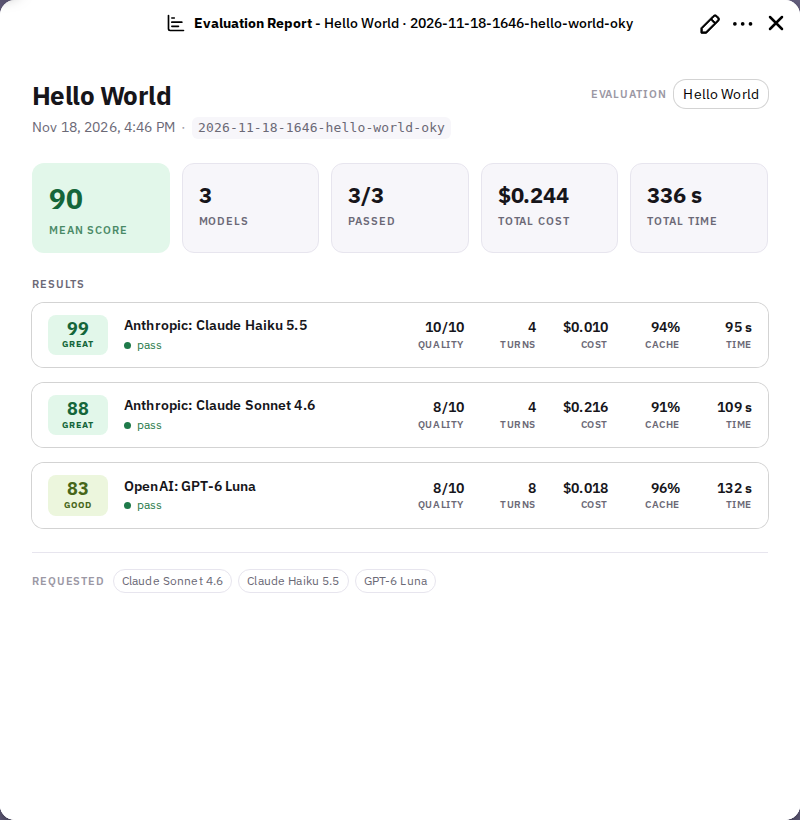 Evaluation Report - Hello World · 2026-11-18-1646-hello-world-oky
Hello World
EVALUATION Hello World
Nov 18, 2026, 4:46 PM · 2026-11-18-1646-hello-world-oky
90
MEAN SCORE
3
MODELS
3/3
PASSED
$0.244
TOTAL COST
336 s
TOTAL TIME
RESULTS
99
GREAT
Anthropic: Claude Haiku 5.5
pass
10/10
QUALITY
4
TURNS
$0.010
COST
94%
CACHE
95 s
TIME
88
GREAT
Anthropic: Claude Sonnet 4.6
pass
8/10
QUALITY
4
TURNS
$0.216
COST
91%
CACHE
109 s
TIME
83
GOOD
OpenAI: GPT-6 Luna
pass
8/10
QUALITY
8
TURNS
$0.018
COST
96%
CACHE
132 s
TIME
REQUESTED Claude Sonnet 4.6 Claude Haiku 5.5 GPT-6 Luna